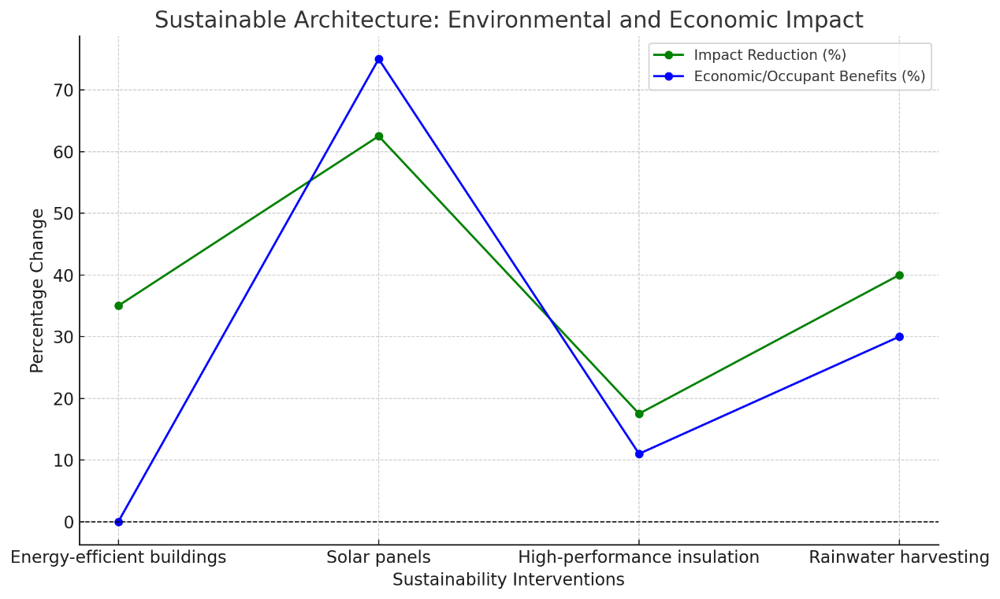 Sustainable Architecture: Environmental and Economic Impact
Impact Reduction (%)
Economic/Occupant Benefits (%)
Percentage Change
70
60
50
40
30
20
10
0
Energy-efficient buildings
Solar panels
High-performance insulation
Rainwater harvesting
Sustainability Interventions